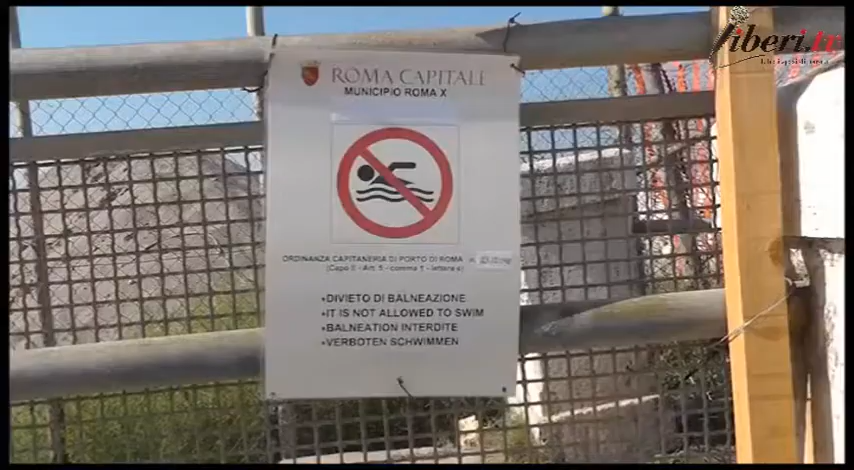 Liberi.tv
ROMA CAPITALE
MUNICIPIO ROMA X
ORDINANZA CAPITANERIA DI PORTO DI ROMA
(Capo II - Art. 5 - comma 1 - lettera e)
•DIVIETO DI BALNEAZIONE
•IT IS NOT ALLOWED TO SWIM
•BALNEATION INTERDITE
•VERBOTEN SCHWIMMEN